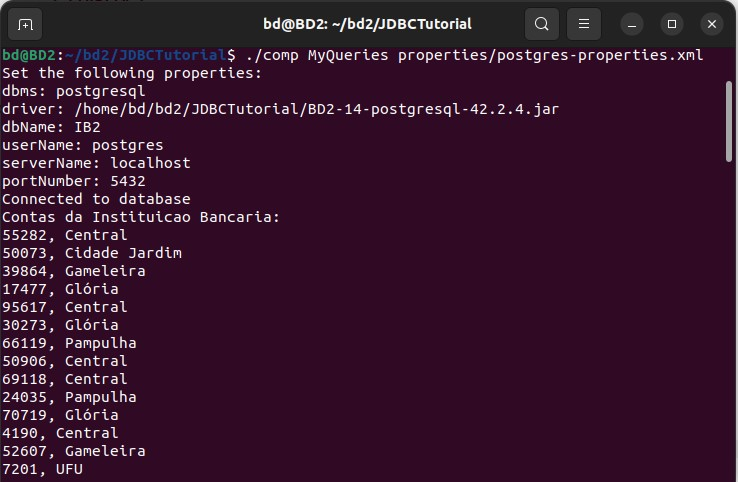 bd@BD2: ~/bd2/JDBCTutorial
bd@BD2:~/bd2/JDBCTutorial$ ./comp MyQueries properties/postgres-properties.xml
Set the following properties:
dbms: postgresql
driver: /home/bd/bd2/JDBCTutorial/BD2-14-postgresql-42.2.4.jar
dbName: IB2
userName: postgres
serverName: localhost
portNumber: 5432
Connected to database
Contas da Instituicao Bancaria:
55282, Central
50073, Cidade Jardim
39864, Gameleira
17477, Glória
95617, Central
30273, Glória
66119, Pampulha
50906, Central
69118, Central
24035, Pampulha
70719, Glória
4190, Central
52607, Gameleira
7201, UFU